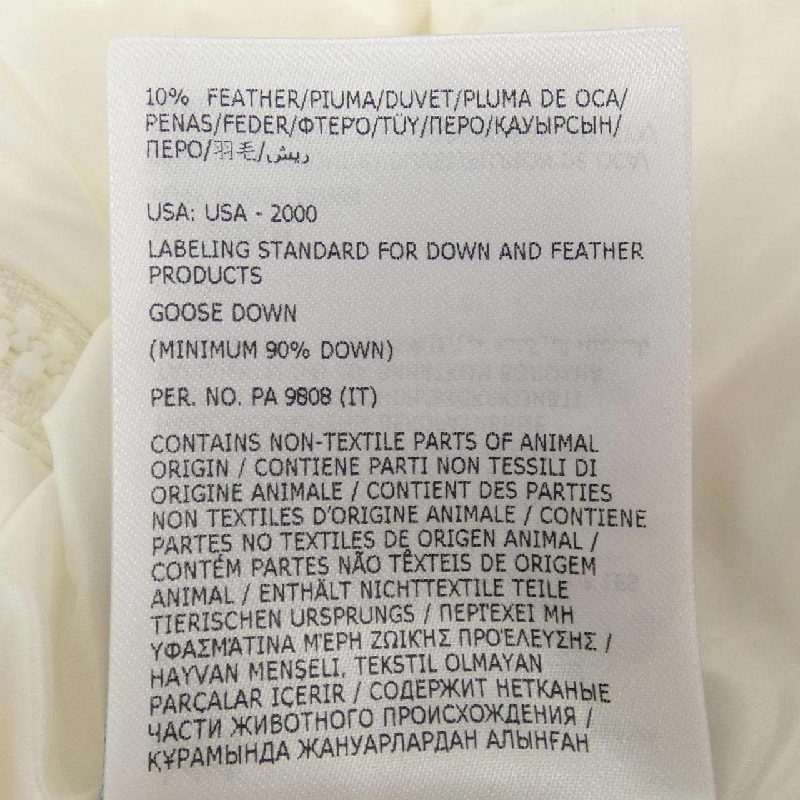 10% FEATHER/PIUMA/DUVET/PLUMA DE OCA/
PENAS/FEDER/ΦΤΕΡΌ/TÜY/ПЕРО/ҚАУЫРСЫН/
ПЕРО/羽毛/ريش
USA: USA - 2000
LABELING STANDARD FOR DOWN AND FEATHER
PRODUCTS
GOOSE DOWN
(MINIMUM 90% DOWN)
PER. NO. PA 9808 (IT)
CONTAINS NON-TEXTILE PARTS OF ANIMAL
ORIGIN / CONTIENE PARTI NON TESSILI DI
ORIGINE ANIMALE / CONTIENT DES PARTIES
NON TEXTILES D'ORIGINE ANIMALE / CONTIENE
PARTES NO TEXTILES DE ORIGEN ANIMAL /
CONTÉM PARTES NÃO TÊXTEIS DE ORIGEM
ANIMAL / ENTHÄLT NICHTTEXTILE TEILE
TIERISCHEN URSPRUNGS / ΠΕΡΙΈΧΕΙ ΜΗ
ΥΦΑΣΜΆΤΙΝΑ ΜΈΡΗ ΖΩΙΚΉΣ ΠΡΟΈΛΕΥΣΗΣ /
HAYVAN MENSELI, TEKSTIL OLMAYAN
PARÇALAR IÇERIR / СОДЕРЖИТ НЕТКАНЫЕ
ЧАСТИ ЖИВОТНОГО ПРОИСХОЖДЕНИЯ /
ҚҰРАМЫНДА ЖАНУАРЛАРДАН АЛЫНҒАН